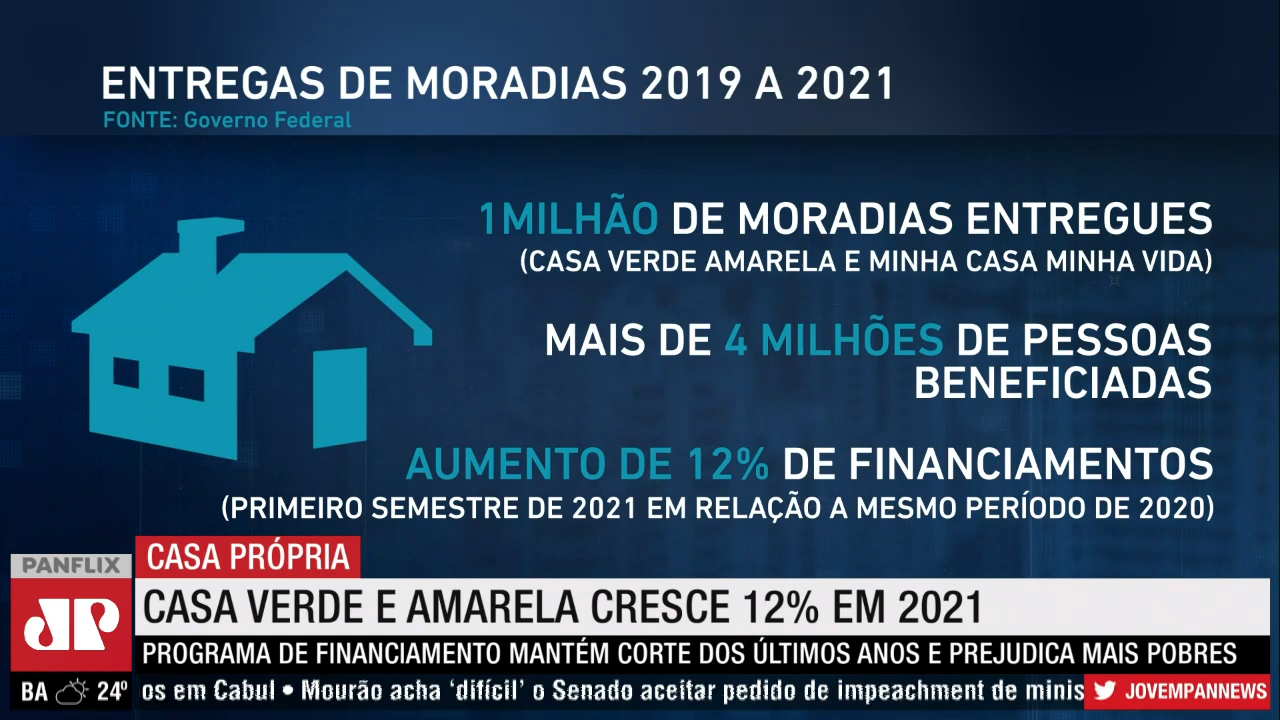 ENTREGAS DE MORADIAS 2019 A 2021
FONTE: Governo Federal
1MILHÃO DE MORADIAS ENTREGUES
(CASA VERDE AMARELA E MINHA CASA MINHA VIDA)
MAIS DE 4 MILHÕES DE PESSOAS
BENEFICIADAS
AUMENTO DE 12% DE FINANCIAMENTOS
(PRIMEIRO SEMESTRE DE 2021 EM RELAÇÃO A MESMO PERÍODO DE 2020)
PANFLIX
JP
CASA PRÓPRIA
CASA VERDE E AMARELA CRESCE 12% EM 2021
PROGRAMA DE FINANCIAMENTO MANTÉM CORTE DOS ÚLTIMOS ANOS E PREJUDICA MAIS POBRES
BA 24º os em Cabul • Mourão acha ‘difícil’ o Senado aceitar pedido de impeachment de minis JOVEMPANNEWS